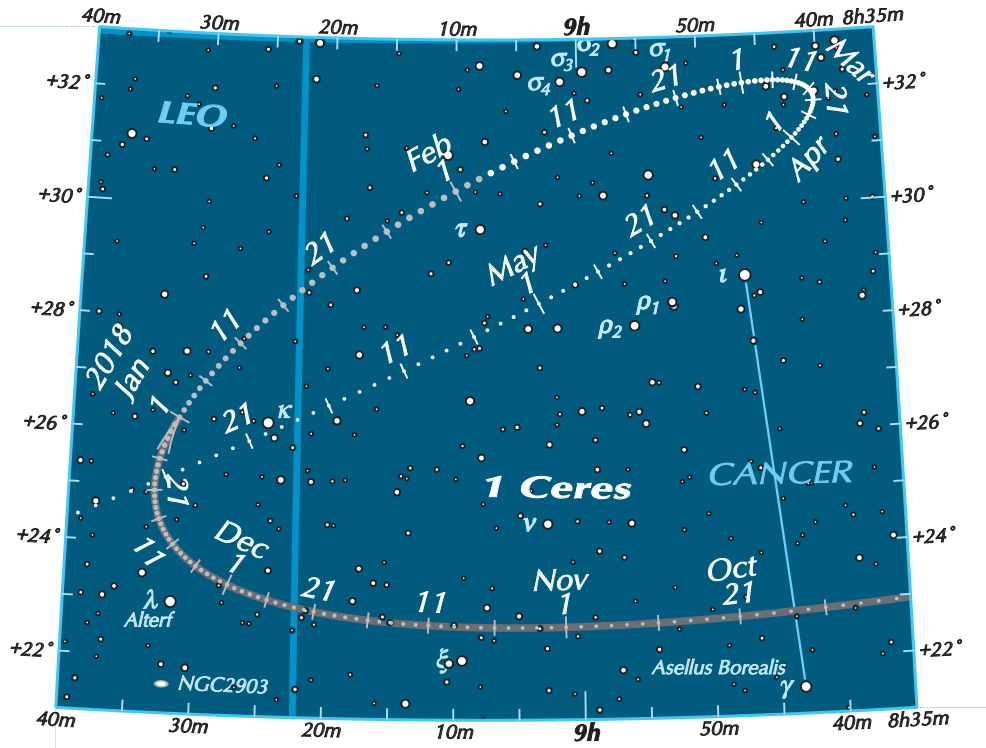 40m 30m 20m 10m 9h 50m 40m 8h35m
σ2
σ3 σ1
σ4
1 11 Mar
+32° 21 +32°
LEO 11 21
1
Feb Apr
1 11
+30° +30°
τ 21
21
May
1 ι
+28° ρ1 +28°
11 ρ2
2018 11
Jan
1
21 κ
+26° +26°
CANCER
21 1 Ceres
ν
+24° +24°
11 Dec
1 Nov Oct
21 11 1 21
λ
Alterf
+22° +22°
ξ Asellus Borealis
NGC2903 γ
40m 30m 20m 10m 9h 50m 40m 8h35m